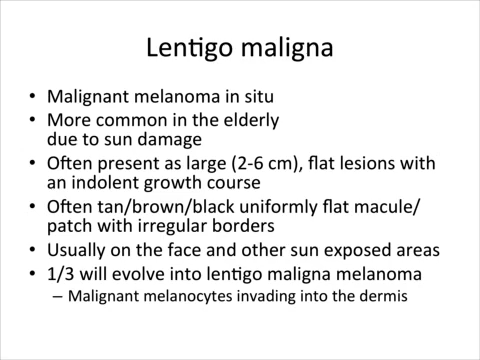 Lentigo maligna
• Malignant melanoma in situ
• More common in the elderly
due to sun damage
• Often present as large (2-6 cm), flat lesions with
an indolent growth course
• Often tan/brown/black uniformly flat macule/
patch with irregular borders
• Usually on the face and other sun exposed areas
• 1/3 will evolve into lentigo maligna melanoma
– Malignant melanocytes invading into the dermis